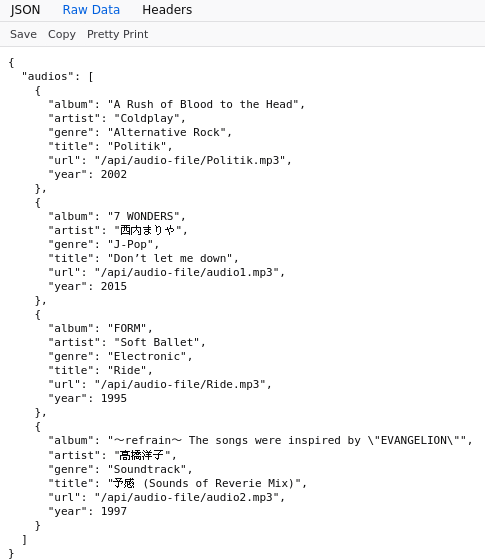 JSON Raw Data Headers
Save Copy Pretty Print
{
  "audios": [
    {
      "album": "A Rush of Blood to the Head",
      "artist": "Coldplay",
      "genre": "Alternative Rock",
      "title": "Politik",
      "url": "/api/audio-file/Politik.mp3",
      "year": 2002
    },
    {
      "album": "7 WONDERS",
      "artist": "西内まりや",
      "genre": "J-Pop",
      "title": "Don’t let me down",
      "url": "/api/audio-file/audio1.mp3",
      "year": 2015
    },
    {
      "album": "FORM",
      "artist": "Soft Ballet",
      "genre": "Electronic",
      "title": "Ride",
      "url": "/api/audio-file/Ride.mp3",
      "year": 1995
    },
    {
      "album": "〜refrain〜 The songs were inspired by \"EVANGELION\"",
      "artist": "高橋洋子",
      "genre": "Soundtrack",
      "title": "予感 (Sounds of Reverie Mix)",
      "url": "/api/audio-file/audio2.mp3",
      "year": 1997
    }
  ]
}